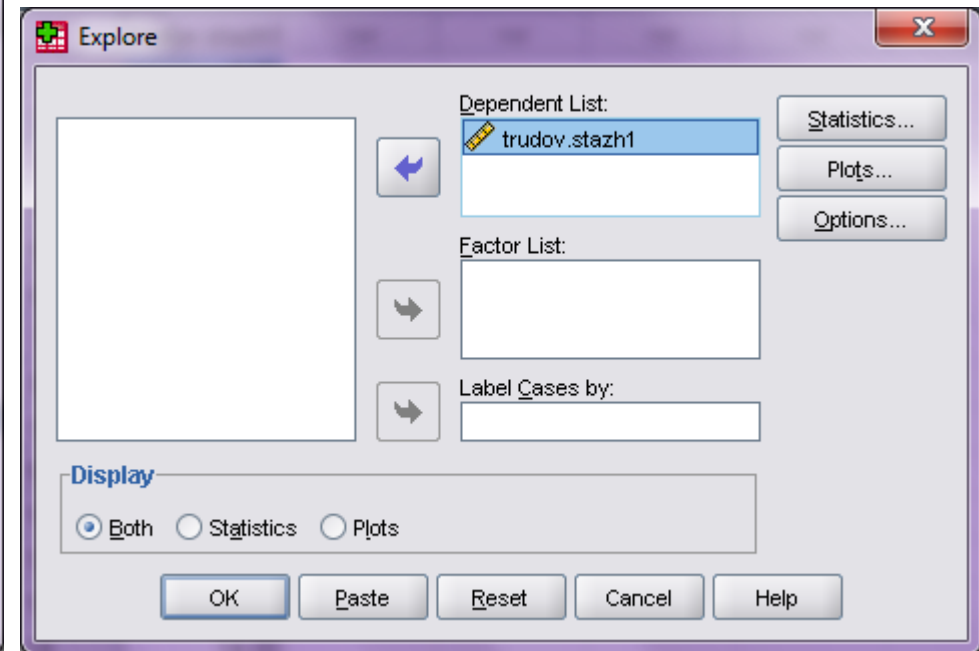 Explore
Dependent List:
trudov.stazh1
Statistics...
Plots...
Options...
Factor List:
Label Cases by:
Display
Both Statistics Plots
OK Paste Reset Cancel Help